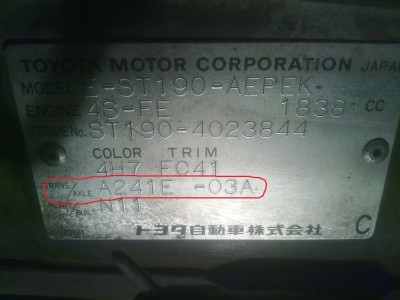 TOYOTA MOTOR CORPORATION JAPAN
MODEL E-ST190-AEPEK
ENGINE 4S-FE 1838 CC
FRAME No. ST190-4023844
COLOR TRIM
4H7 FC41
TRANS./AXLE A241E -03A
BUILT N11
トヨタ自動車株式会社 C